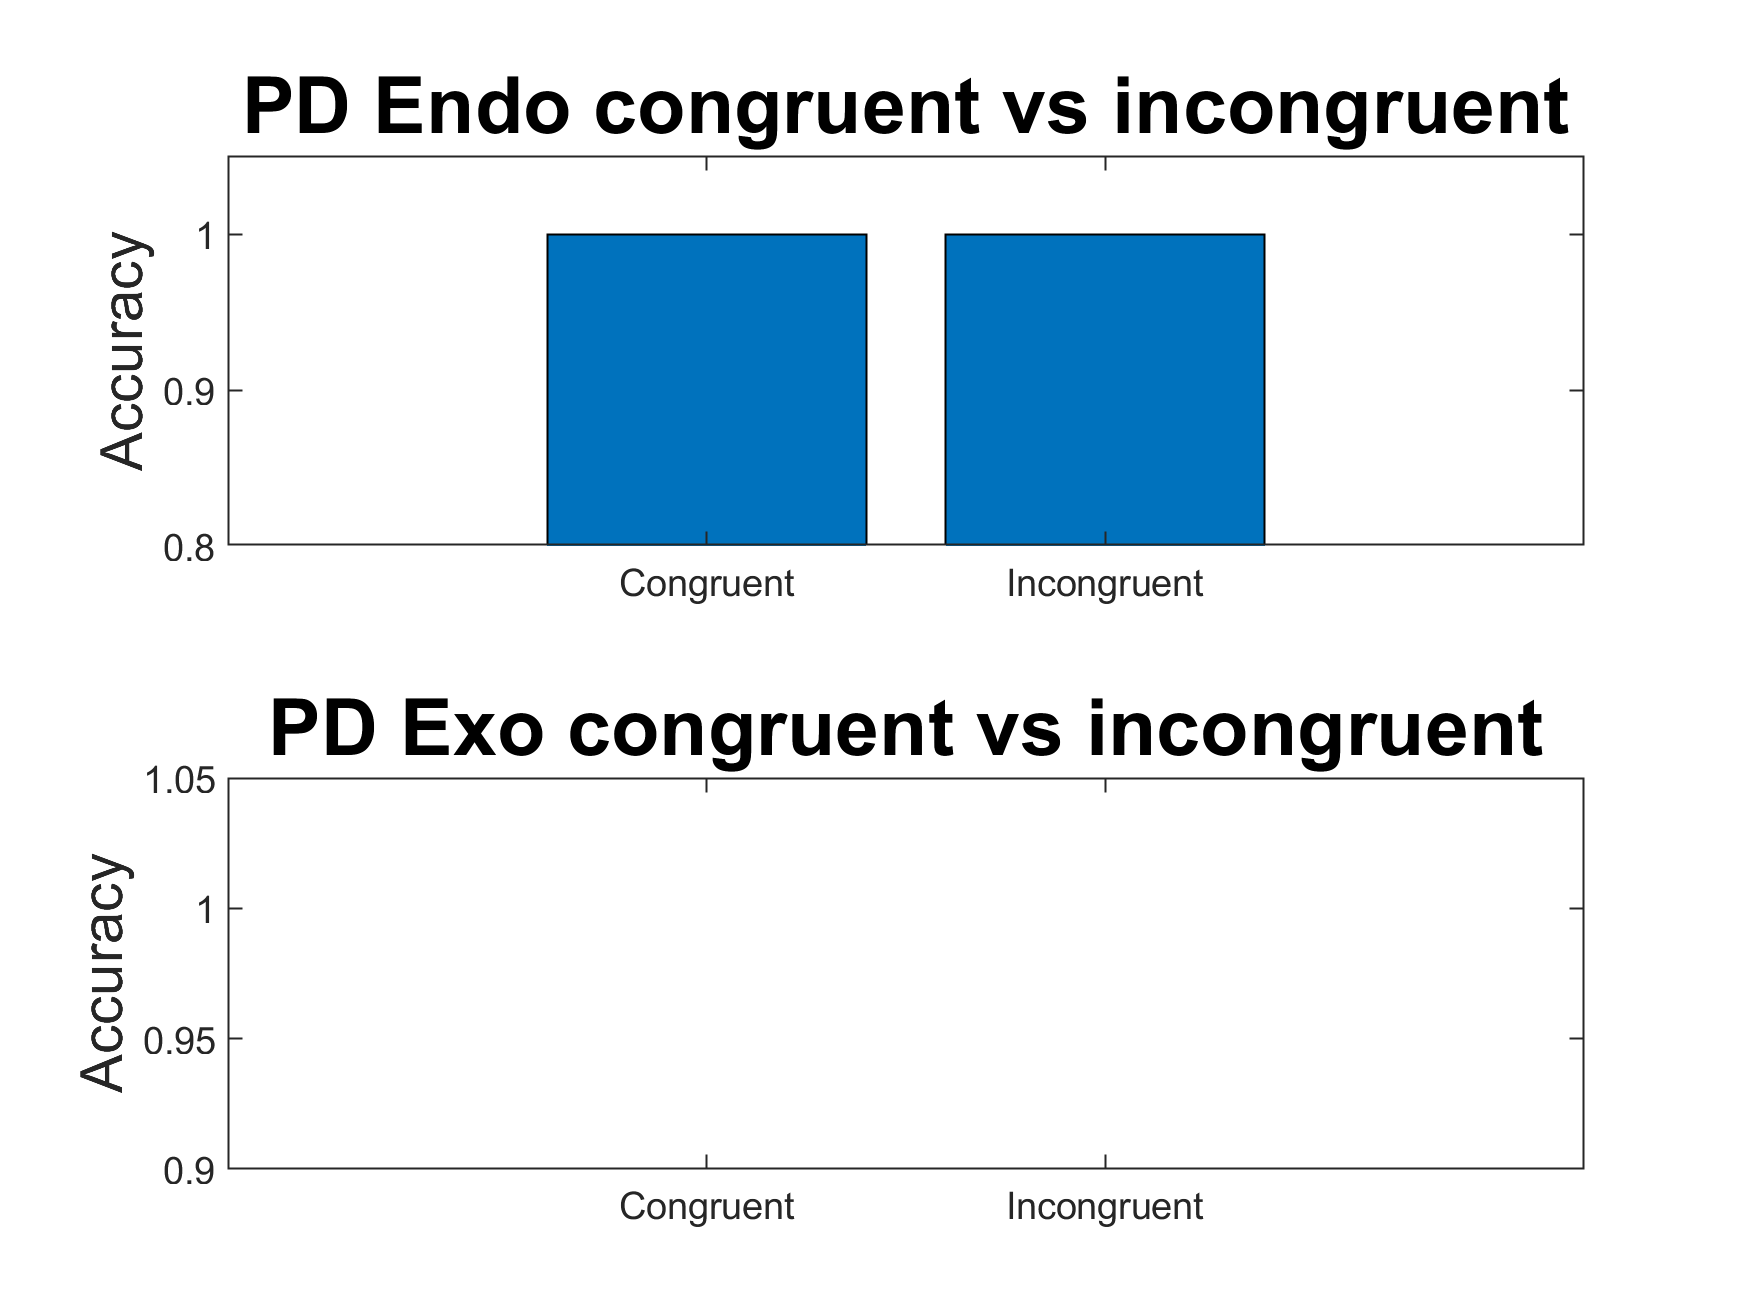 PD Endo congruent vs incongruent
1
0.9
0.8
Accuracy
Congruent Incongruent
PD Exo congruent vs incongruent
1.05
1
0.95
0.9
Accuracy
Congruent Incongruent